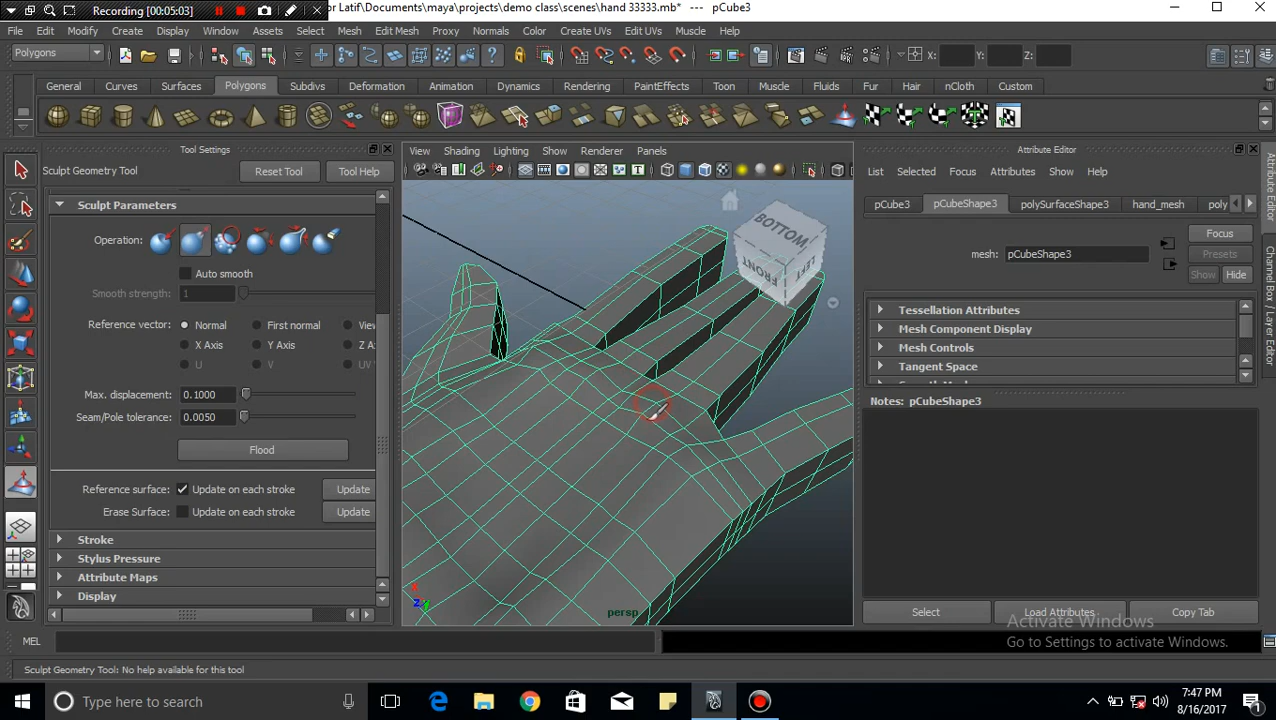 Recording [00:05:03]
or Latif\Documents\maya\projects\demo class\scenes\hand 33333.mb* --- pCube3
File Edit Modify Create Display Window Assets Select Mesh Edit Mesh Proxy Normals Color Create UVs Edit UVs Muscle Help
Polygons
X: Y: Z:
General Curves Surfaces Polygons Subdivs Deformation Animation Dynamics Rendering PaintEffects Toon Muscle Fluids Fur Hair nCloth Custom
Tool Settings
Sculpt Geometry Tool
Reset Tool
Tool Help
Sculpt Parameters
Operation:
Auto smooth
Smooth strength: 1
Reference vector: Normal First normal View
X Axis Y Axis Z A
U V UV
Max. displacement: 0.1000
Seam/Pole tolerance: 0.0050
Flood
Reference surface: Update on each stroke Update
Erase Surface: Update on each stroke Update
Stroke
Stylus Pressure
Attribute Maps
Display
View Shading Lighting Show Renderer Panels
BOTTOM
FRONT
LEFT
persp
Attribute Editor
List Selected Focus Attributes Show Help
pCube3 pCubeShape3 polySurfaceShape3 hand_mesh poly
mesh: pCubeShape3
Focus
Presets
Show Hide
Tessellation Attributes
Mesh Component Display
Mesh Controls
Tangent Space
Notes: pCubeShape3
Select
Load Attributes
Copy Tab
Attribute Editor
Channel Box / Layer Editor
Activate Windows
Go to Settings to activate Windows.
MEL
Sculpt Geometry Tool: No help available for this tool
Type here to search
7:47 PM
8/16/2017